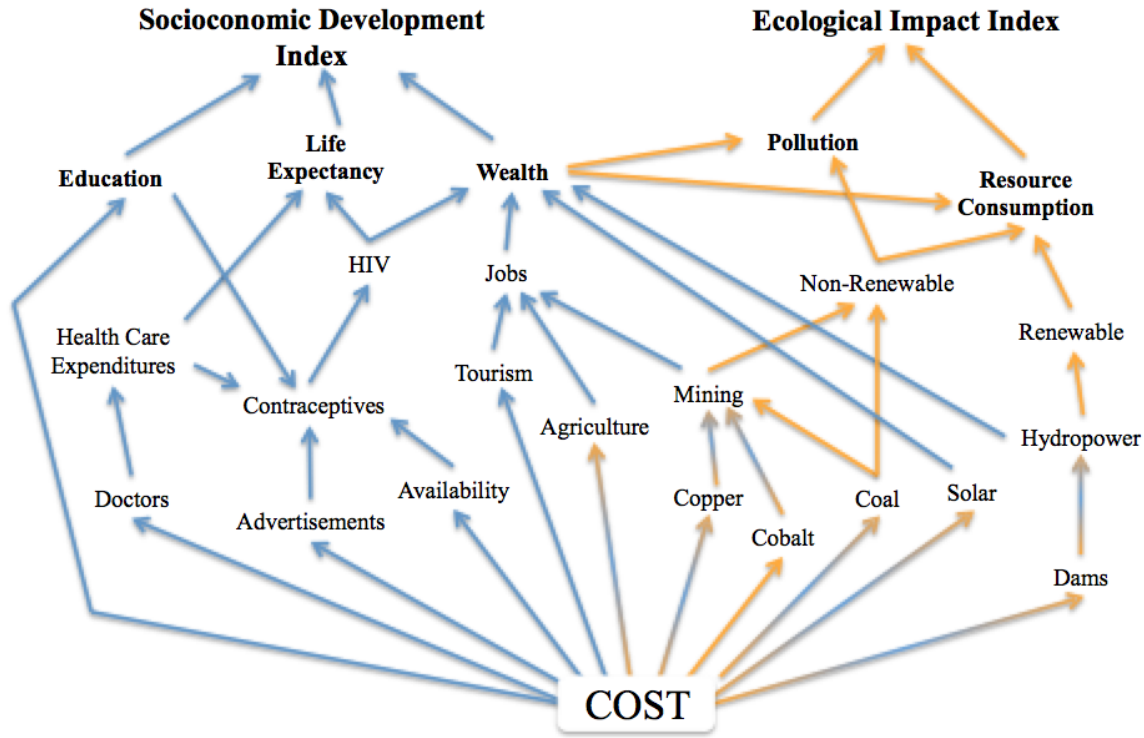 Socioeconomic Development
Index
Ecological Impact Index
Education
Life
Expectancy
Wealth
Pollution
Resource
Consumption
HIV
Jobs
Non-Renewable
Renewable
Health Care
Expenditures
Contraceptives
Tourism
Mining
Agriculture
Hydropower
Doctors
Advertisements
Availability
Copper
Cobalt
Coal
Solar
Dams
COST